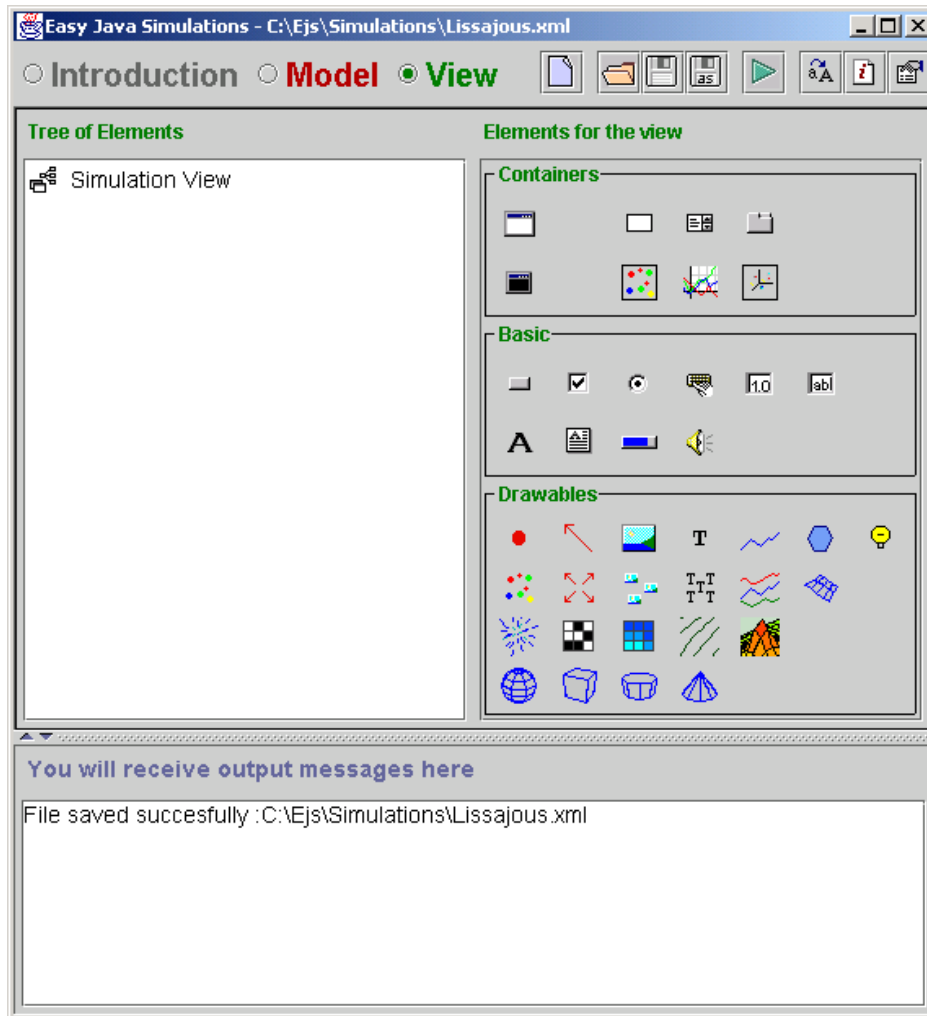 Easy Java Simulations - C:\Ejs\Simulations\Lissajous.xml
Introduction Model View
as
aA i
Tree of Elements
Elements for the view
Simulation View
Containers
Basic
1.0 abl
A A
Drawables
T
T T T T T
You will receive output messages here
File saved succesfully :C:\Ejs\Simulations\Lissajous.xml